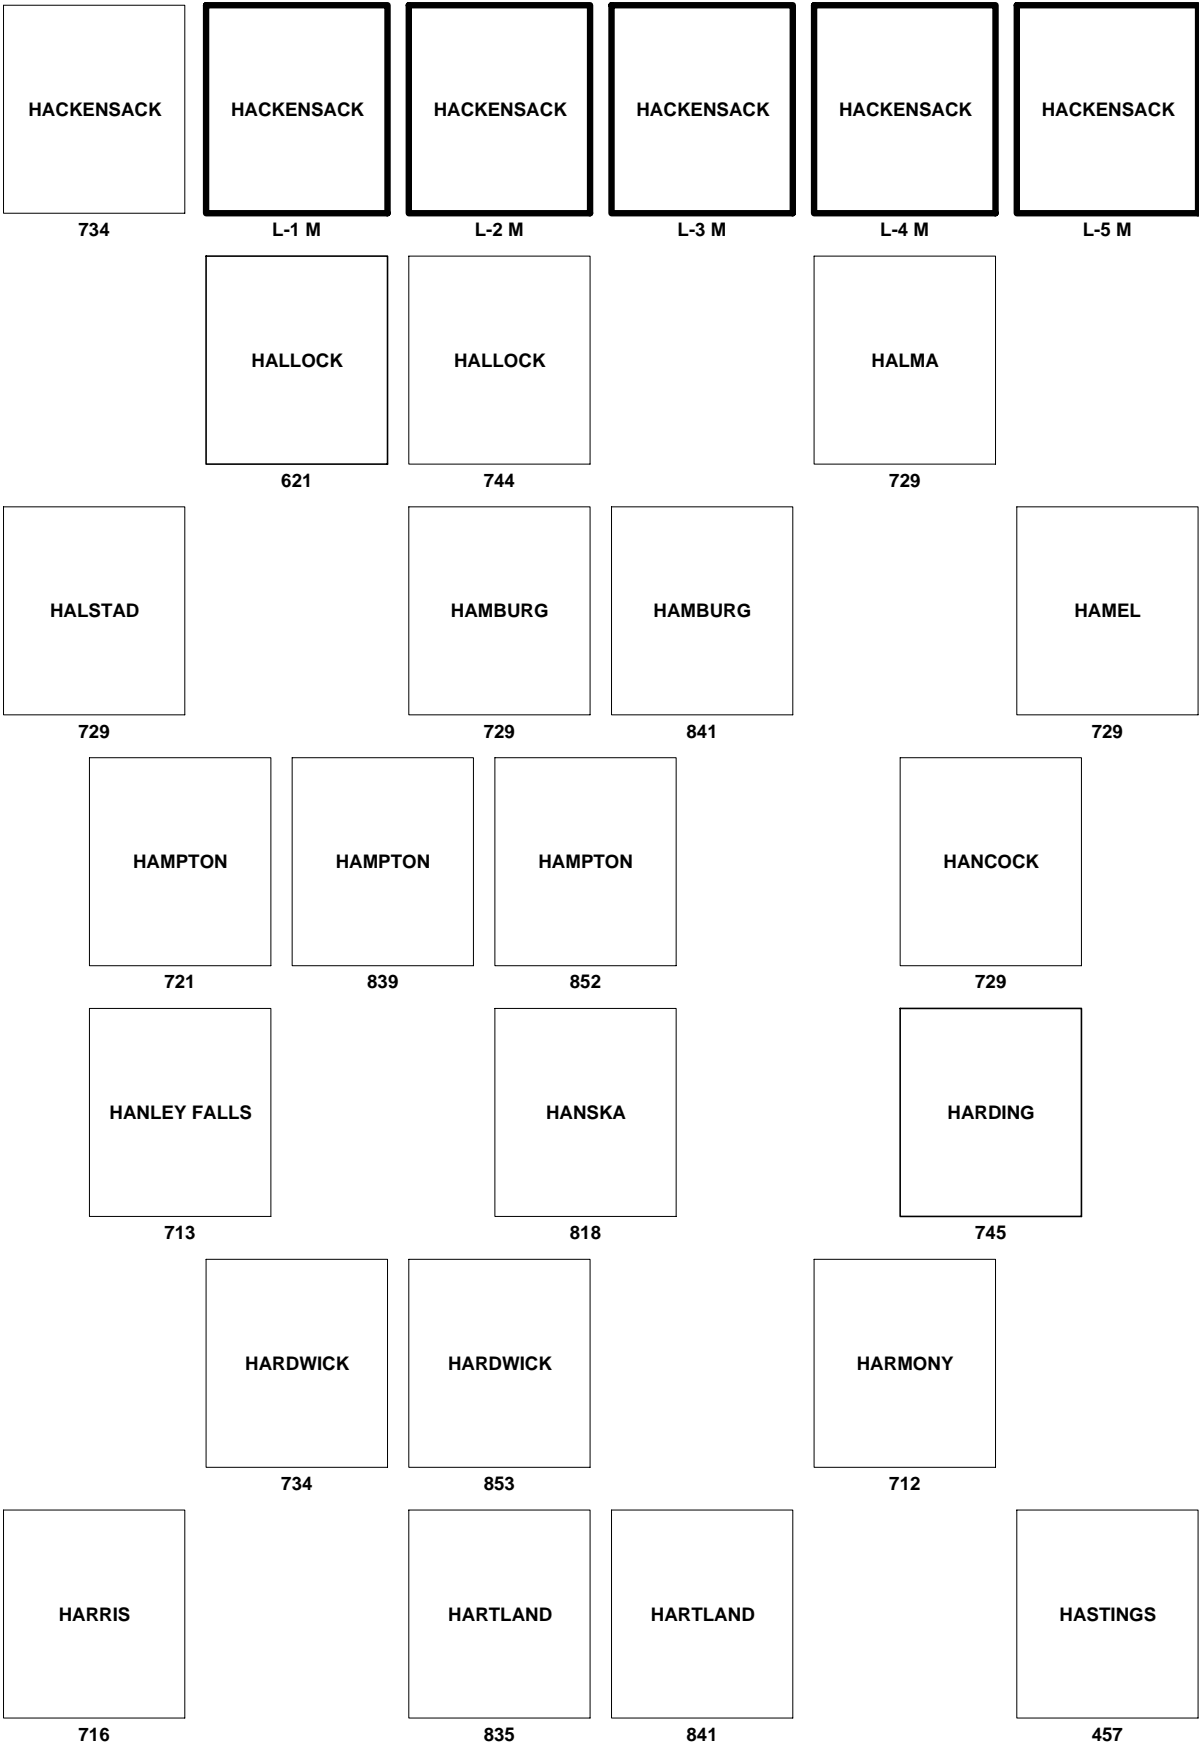 HACKENSACK HACKENSACK HACKENSACK HACKENSACK HACKENSACK HACKENSACK
734 L-1 M L-2 M L-3 M L-4 M L-5 M
HALLOCK HALLOCK HALMA
621 744 729
HALSTAD HAMBURG HAMBURG HAMEL
729 729 841 729
HAMPTON HAMPTON HAMPTON HANCOCK
721 839 852 729
HANLEY FALLS HANSKA HARDING
713 818 745
HARDWICK HARDWICK HARMONY
734 853 712
HARRIS HARTLAND HARTLAND HASTINGS
716 835 841 457